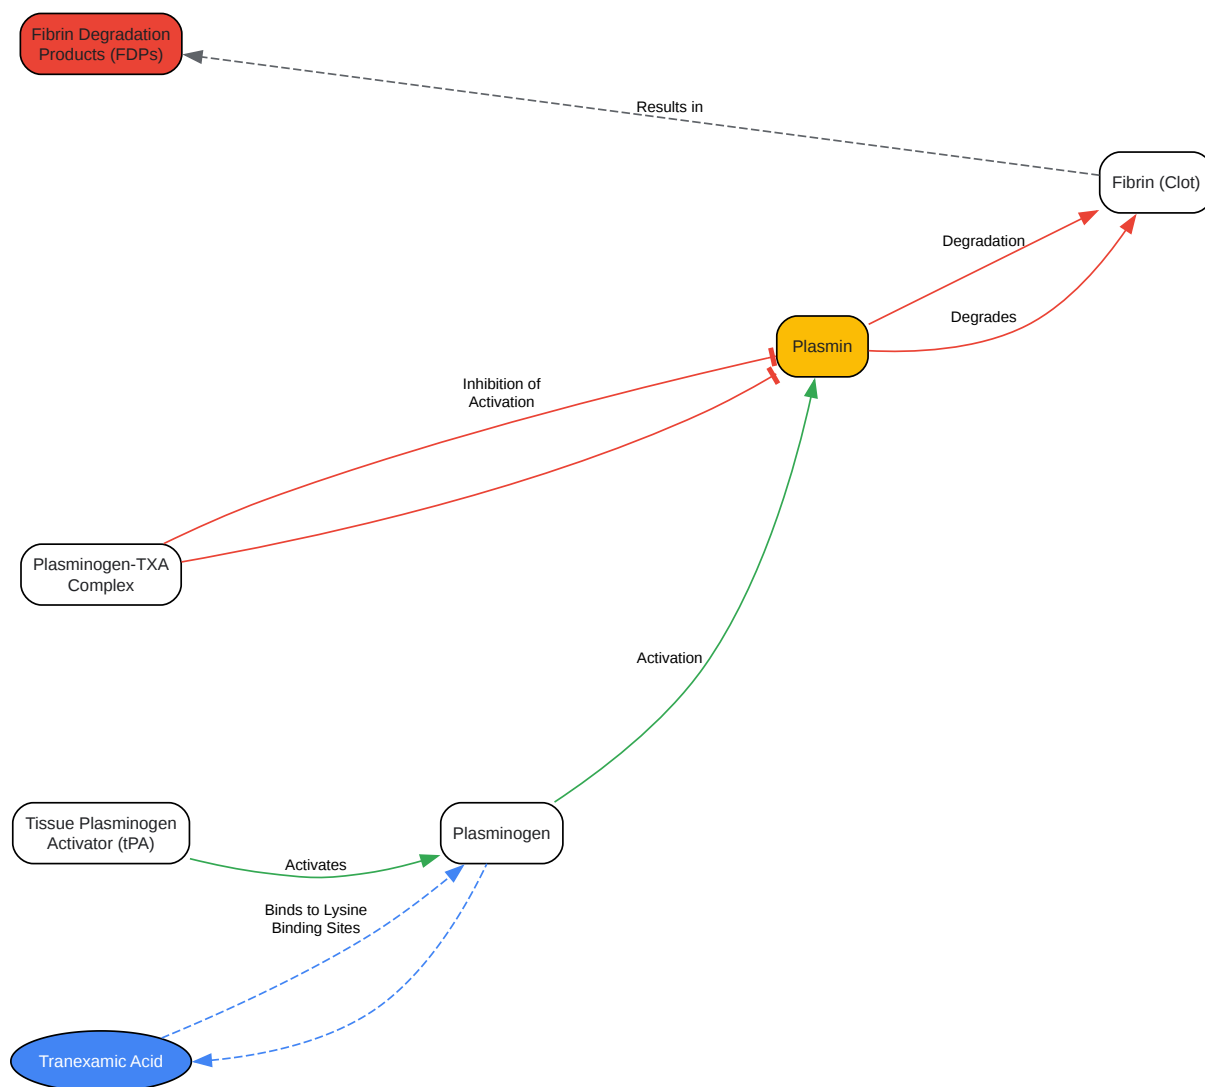 Fibrin Degradation
Products (FDPs)
Results in
Fibrin (Clot)
Degradation
Degrades
Plasmin
Inhibition of
Activation
Plasminogen-TXA
Complex
Activation
Tissue Plasminogen
Activator (tPA)
Plasminogen
Activates
Binds to Lysine
Binding Sites
Tranexamic Acid